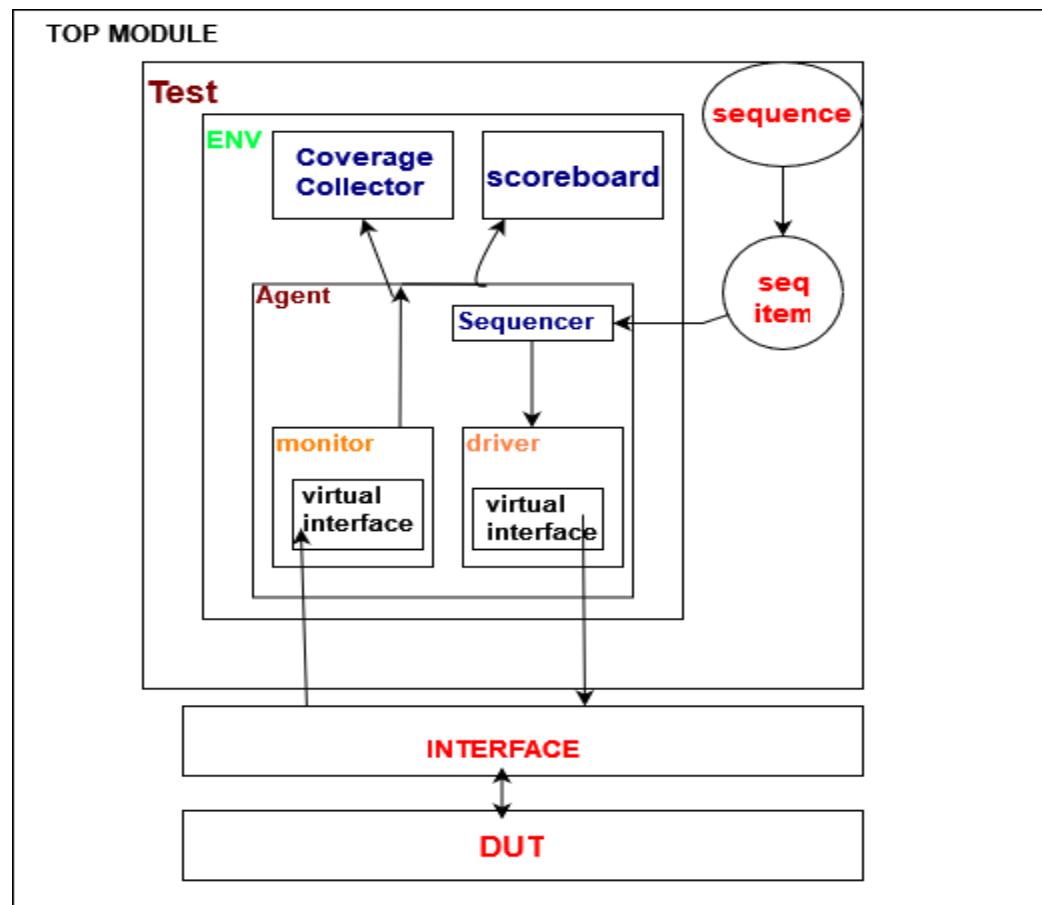 TOP MODULE
Test
sequence
ENV
Coverage
Collector
scoreboard
seq
item
Agent
Sequencer
monitor
driver
virtual
interface
virtual
interface
INTERFACE
DUT